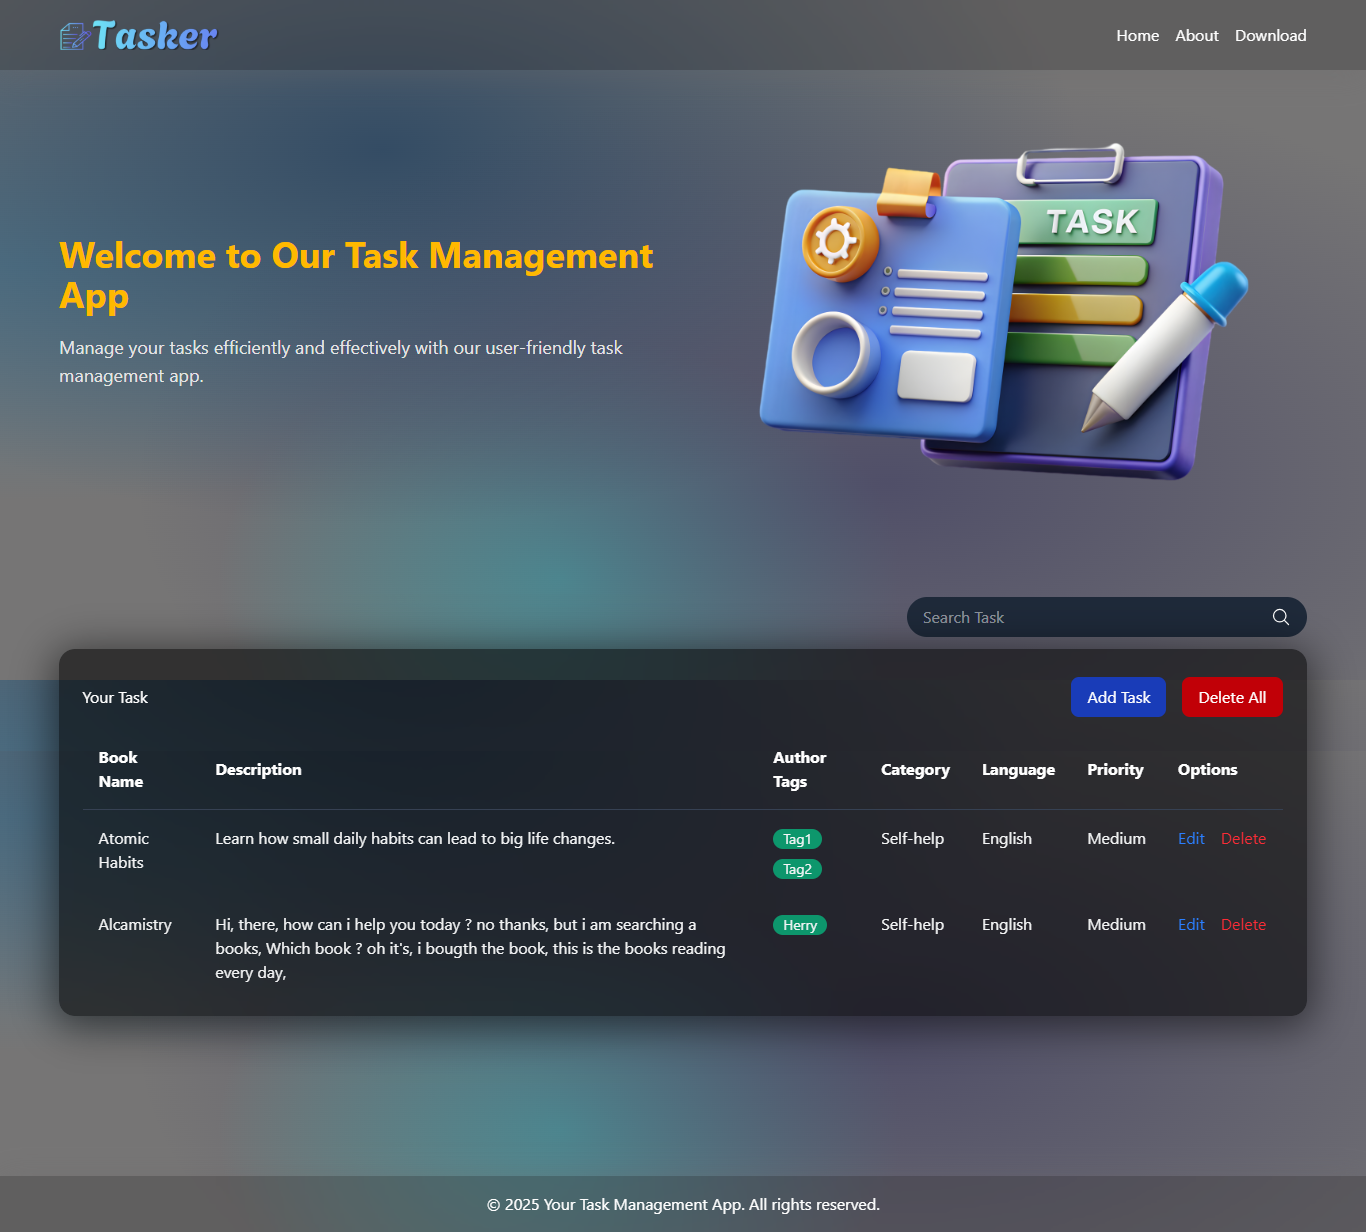 Tasker
Home About Download
TASK
Welcome to Our Task Management
App
Manage your tasks efficiently and effectively with our user-friendly task
management app.
Search Task
Your Task Add Task Delete All
Book
Name
Description
Author
Tags
Category Language Priority Options
Atomic
Habits
Learn how small daily habits can lead to big life changes.
Tag1
Tag2
Self-help English Medium Edit Delete
Alcamistry
Hi, there, how can i help you today ? no thanks, but i am searching a
books, Which book ? oh it's, i bougth the book, this is the books reading
every day,
Herry
Self-help English Medium Edit Delete
© 2025 Your Task Management App. All rights reserved.